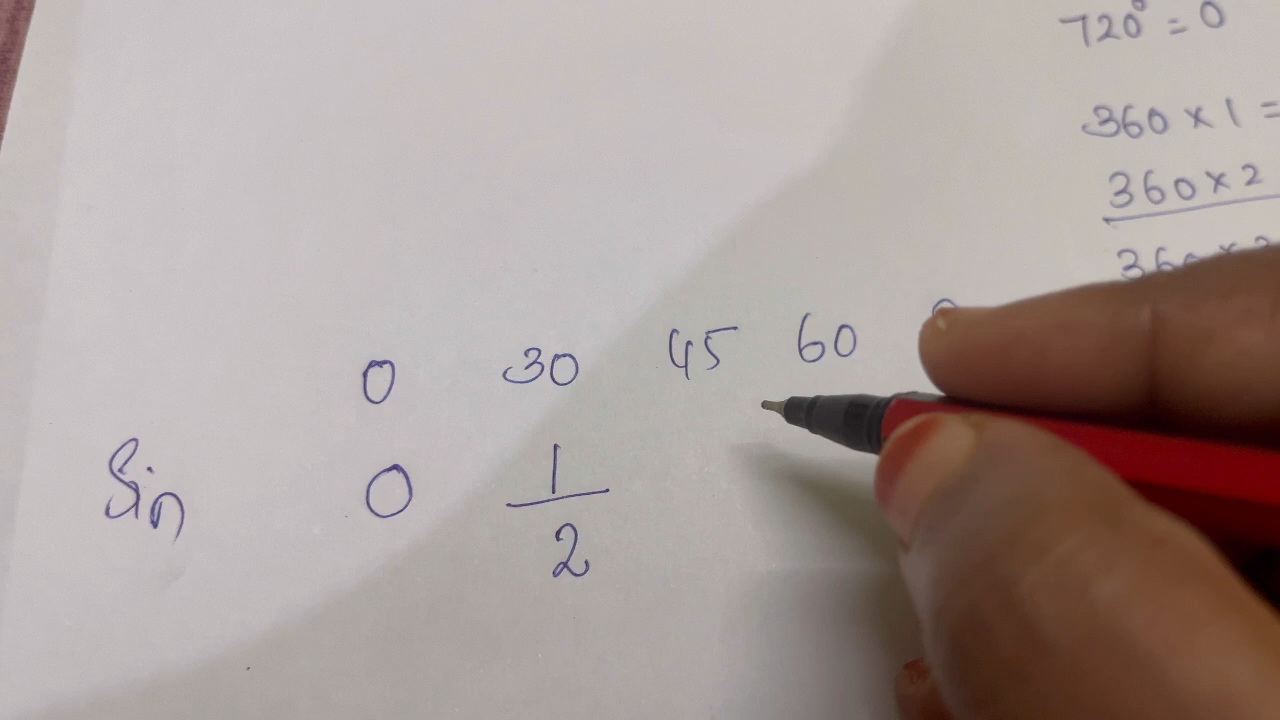 720° = 0
360 × 1 =
360 × 2
0 30 45 60
Sin 0 1/2